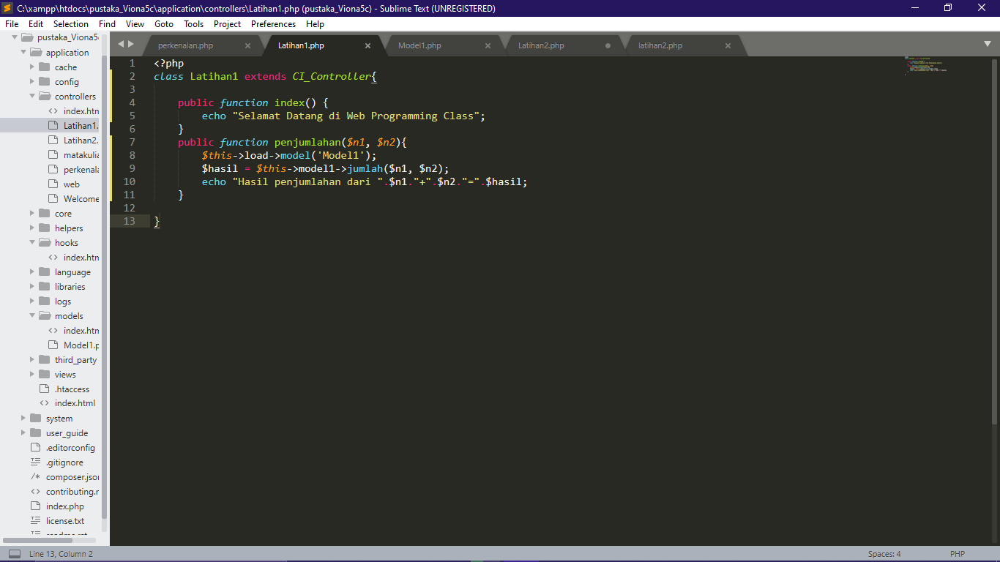 C:\xampp\htdocs\pustaka_Viona5c\application\controllers\Latihan1.php (pustaka_Viona5c) - Sublime Text (UNREGISTERED)
File Edit Selection Find View Goto Tools Project Preferences Help
pustaka_Viona5
application
cache
config
controllers
index.htm
Latihan1.
Latihan2.
matakulia
perkenala
web
Welcome
core
helpers
hooks
index.htm
language
libraries
logs
models
index.htm
Model1.p
third_party
views
.htaccess
index.html
system
user_guide
.editorconfig
.gitignore
composer.json
contributing.r
index.php
license.txt
readme.rst
perkenalan.php Latihan1.php Model1.php Latihan2.php latihan2.php
1 <?php
2 class Latihan1 extends CI_Controller{
3
4     public function index() {
5         echo "Selamat Datang di Web Programming Class";
6     }
7     public function penjumlahan($n1, $n2){
8         $this->load->model('Model1');
9         $hasil = $this->model1->jumlah($n1, $n2);
10         echo "Hasil penjumlahan dari ".$n1."+".$n2."=".$hasil;
11     }
12
13 }
Line 13, Column 2 Spaces: 4 PHP